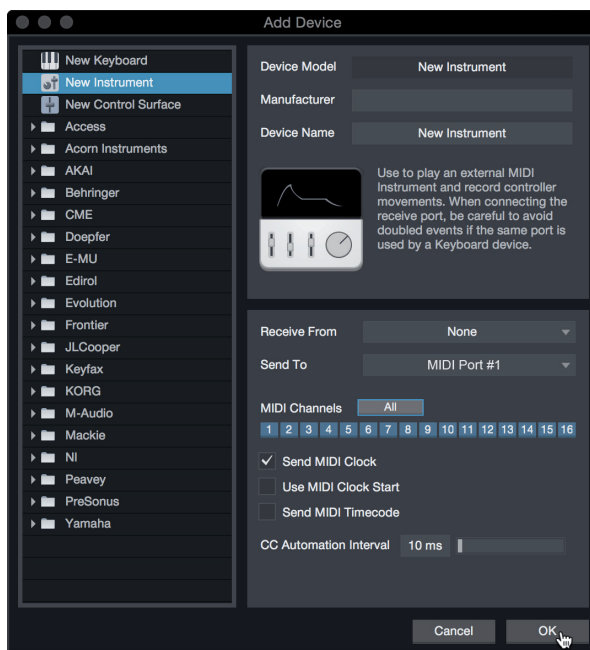 Add Device
New Keyboard
New Instrument
New Control Surface
Access
Acorn Instruments
AKAI
Behringer
CME
Doepfer
E-MU
Edirol
Evolution
Frontier
JLCooper
Keyfax
KORG
M-Audio
Mackie
NI
Peavey
PreSonus
Yamaha
Device Model New Instrument
Manufacturer
Device Name New Instrument
Use to play an external MIDI
Instrument and record controller
movements. When connecting the
receive port, be careful to avoid
doubled events if the same port is
used by a Keyboard device.
Receive From None
Send To MIDI Port #1
MIDI Channels All
1 2 3 4 5 6 7 8 9 10 11 12 13 14 15 16
Send MIDI Clock
Use MIDI Clock Start
Send MIDI Timecode
CC Automation Interval 10 ms
Cancel OK